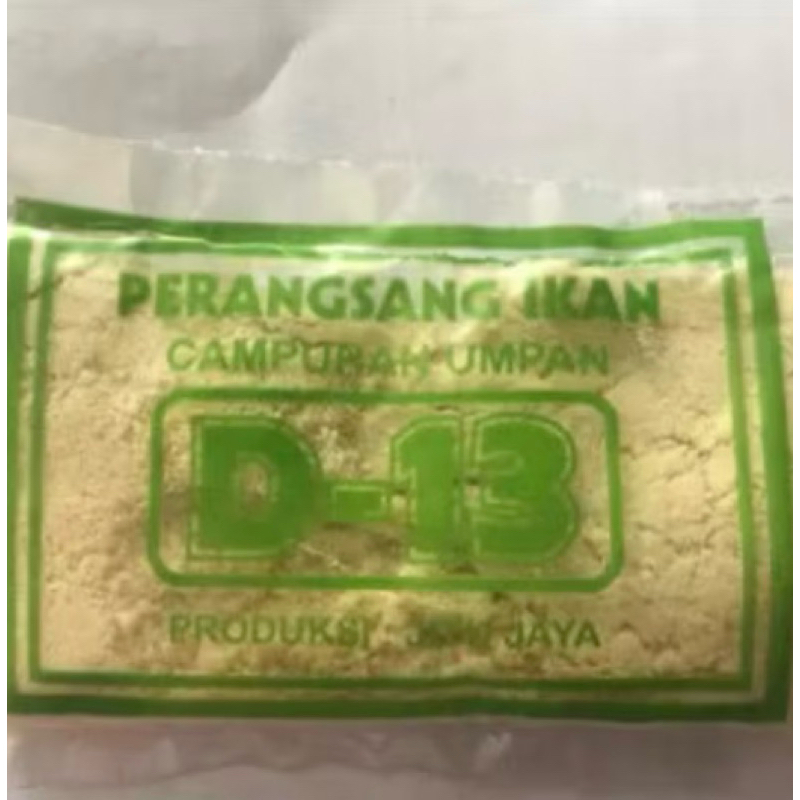 PERANGSANG IKAN
CAMPURAN UMPAN
D-13
PRODUKSI : JAYA